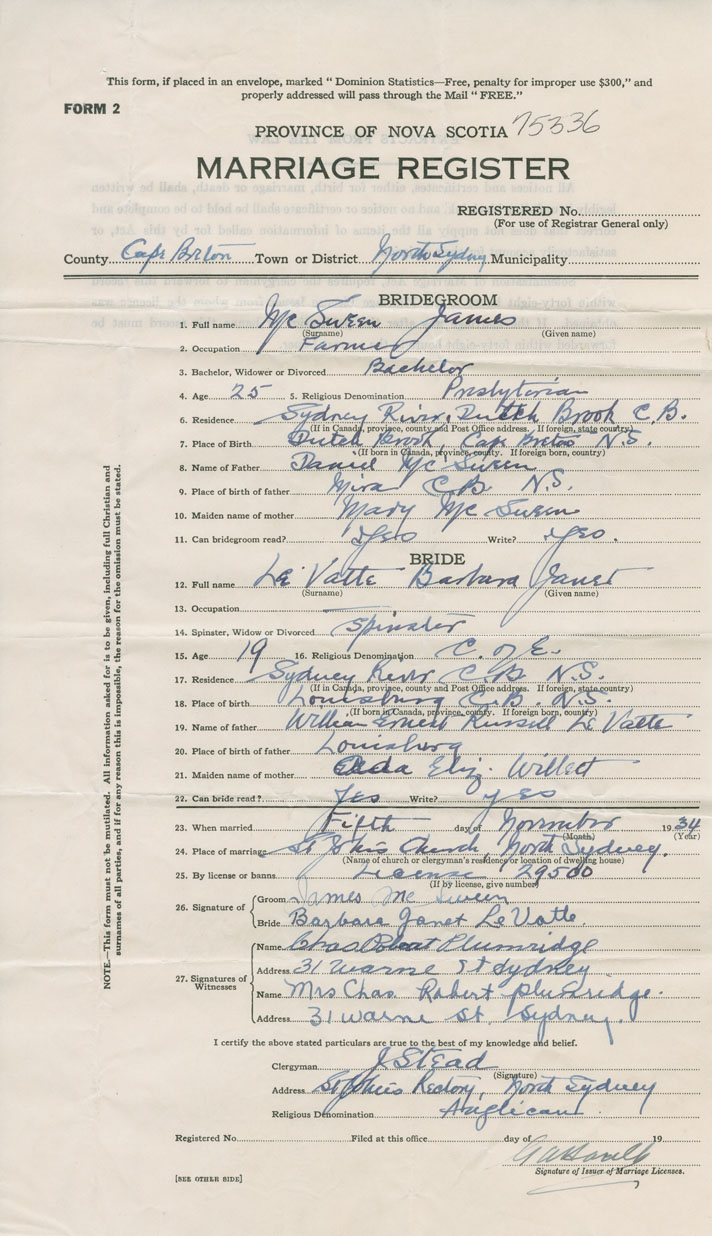 This form, if placed in an envelope, marked “ Dominion Statistics—Free, penalty for improper use $300,” and
properly addressed will pass through the Mail “ FREE.”
FORM 2
PROVINCE OF NOVA SCOTIA 75336
MARRIAGE REGISTER
REGISTERED No.
(For use of Registrar General only)
County Cape Breton Town or District North Sydney Municipality
BRIDEGROOM
1. Full name Mc Sween James
(Surname) (Given name)
2. Occupation Farmer
3. Bachelor, Widower or Divorced Bachelor
4. Age 25 5. Religious Denomination Presbyterian
6. Residence Sydney River, Dutch Brook C.B.
(If in Canada, province, county and Post Office address. If foreign, state country)
7. Place of Birth Dutch Brook, Cape Breton N.S.
(If born in Canada, province, county. If foreign born, country)
8. Name of Father Daniel Mc Sween
9. Place of birth of father Mira C.B. N.S.
10. Maiden name of mother Mary Mc Sween
11. Can bridegroom read? Yes Write? Yes.
BRIDE
12. Full name Le Vatte Barbara Janet
(Surname) (Given name)
13. Occupation
14. Spinster, Widow or Divorced Spinster
15. Age 19 16. Religious Denomination C. of E.
17. Residence Sydney River C.B. N.S.
(If in Canada, province, county and Post Office address. If foreign, state country)
18. Place of birth Louisburg C.B. N.S.
(If born in Canada, province, county. If foreign born, country)
19. Name of father William Ernest Russell Le Vatte
20. Place of birth of father Louisburg
21. Maiden name of mother Ada Eliz. Willett
22. Can bride read? Yes Write? Yes
23. When married Fifth day of November 1934
(Month) (Year)
24. Place of marriage St Johns Church, North Sydney.
(Name of church or clergyman's residence or location of dwelling house)
25. By license or banns License 29500
(If by license, give number)
26. Signature of
Groom James Mc Sween
Bride Barbara Janet Le Vatte.
27. Signatures of Witnesses
Name Chas Robert Plumridge
Address 31 Warne St Sydney
Name Mrs Chas. Robert Plumridge.
Address 31 Warne St, Sydney.
I certify the above stated particulars are true to the best of my knowledge and belief.
Clergyman J Stead
(Signature)
Address St Johns Rectory, North Sydney
Religious Denomination Anglican
Registered No. Filed at this office day of 19
Signature of Issuer of Marriage Licenses.
[SEE OTHER SIDE]
NOTE.—This form must not be mutilated. All information asked for is to be given, including full Christian and
surnames of all parties, and if for any reason this is impossible, the reason for the omission must be stated.